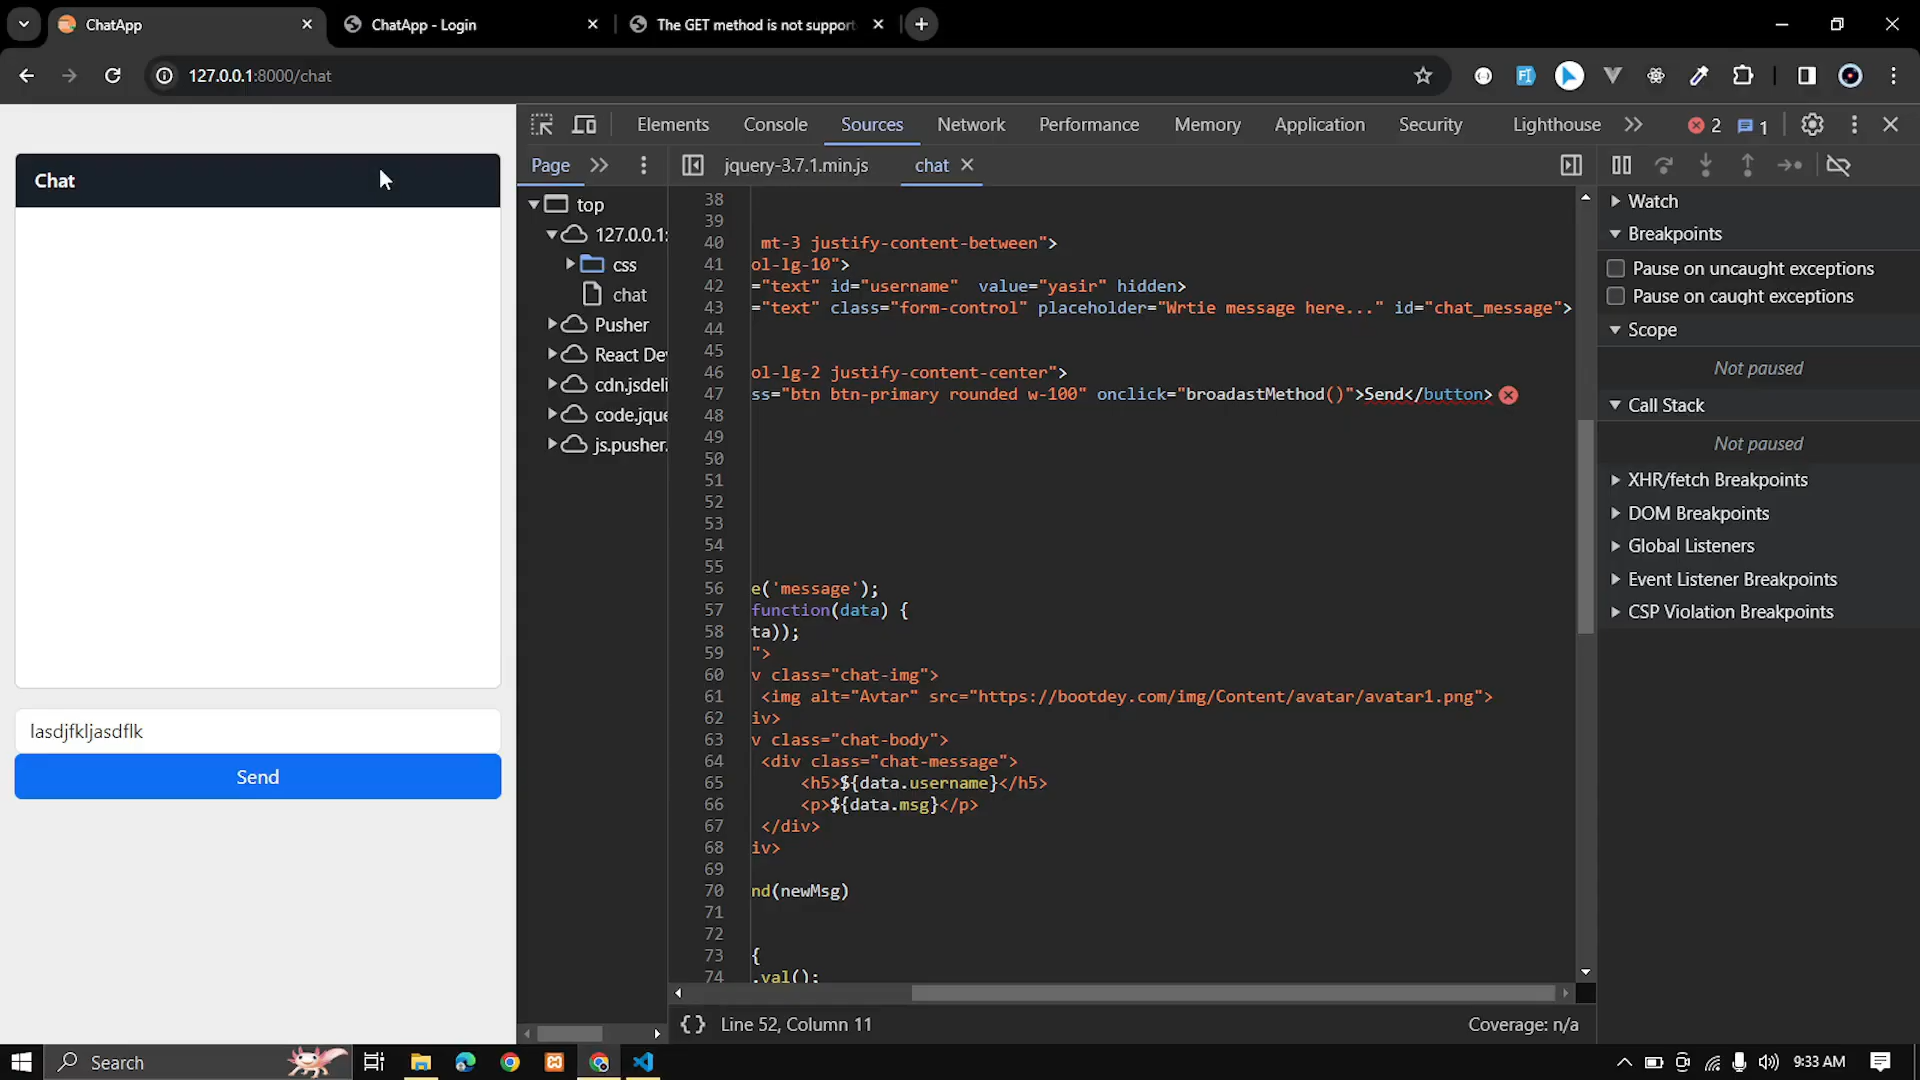 ChatApp
ChatApp - Login
The GET method is not support
127.0.0.1:8000/chat
Chat
lasdjfkljasdflk
Send
Elements
Console
Sources
Network
Performance
Memory
Application
Security
Lighthouse
2
1
Page
jquery-3.7.1.min.js
chat
top
127.0.0.1:
css
chat
Pusher
React Dev
cdn.jsdeli
code.jque
js.pusher.
38
39
40 mt-3 justify-content-between">
41 ol-lg-10">
42 ="text" id="username"  value="yasir" hidden>
43 ="text" class="form-control" placeholder="Wrtie message here..." id="chat_message">
44
45
46 ol-lg-2 justify-content-center">
47 ss="btn btn-primary rounded w-100" onclick="broadastMethod()">Send</button>
48
49
50
51
52
53
54
55
56 e('message');
57 function(data) {
58 ta));
59 ">
60 v class="chat-img">
61 <img alt="Avtar" src="https://bootdey.com/img/Content/avatar/avatar1.png">
62 iv>
63 v class="chat-body">
64 <div class="chat-message">
65 <h5>${data.username}</h5>
66 <p>${data.msg}</p>
67 </div>
68 iv>
69
70 nd(newMsg)
71
72
73 {
74 .val();
{} Line 52, Column 11
Coverage: n/a
Watch
Breakpoints
Pause on uncaught exceptions
Pause on caught exceptions
Scope
Not paused
Call Stack
Not paused
XHR/fetch Breakpoints
DOM Breakpoints
Global Listeners
Event Listener Breakpoints
CSP Violation Breakpoints
Search
9:33 AM